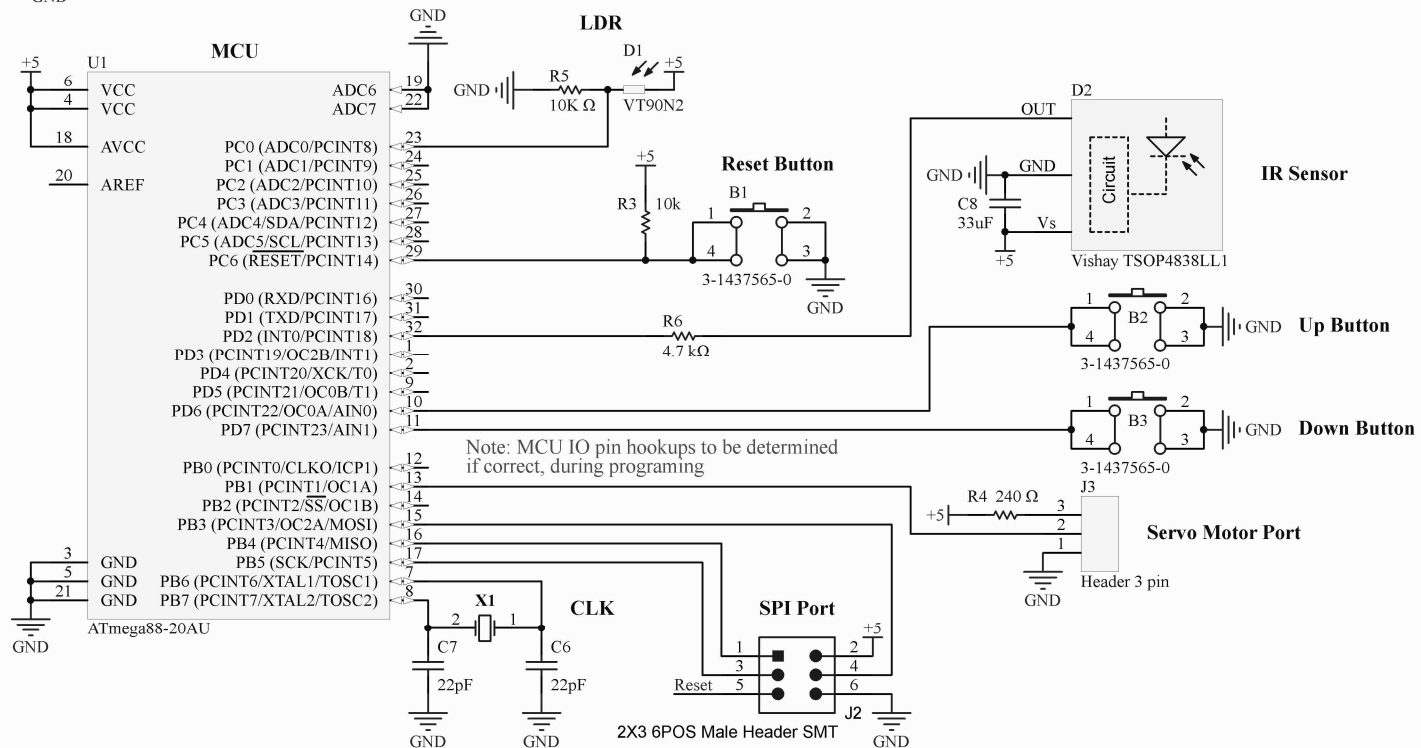 GND
GND
LDR
MCU
D1
+5
U1
+5
R5
D2
6
VCC
ADC6
19
GND
4
VCC
ADC7
22
10K Ω
VT90N2
OUT
18
AVCC
PC0 (ADC0/PCINT8)
23
PC1 (ADC1/PCINT9)
24
+5
Reset Button
GND
GND
IR Sensor
20
AREF
PC2 (ADC2/PCINT10)
25
Circuit
PC3 (ADC3/PCINT11)
26
R3
10k
B1
C8
33uF
Vs
PC4 (ADC4/SDA/PCINT12)
27
1
2
PC5 (ADC5/SCL/PCINT13)
28
PC6 (RESET/PCINT14)
29
4
3
+5
Vishay TSOP4838LL1
3-1437565-0
GND
PD0 (RXD/PCINT16)
30
PD1 (TXD/PCINT17)
31
1
2
B2
GND
Up Button
PD2 (INT0/PCINT18)
32
R6
4.7 kΩ
4
3
3-1437565-0
PD3 (PCINT19/OC2B/INT1)
1
PD4 (PCINT20/XCK/T0)
2
PD5 (PCINT21/OC0B/T1)
9
PD6 (PCINT22/OC0A/AIN0)
10
1
2
B3
GND
Down Button
PD7 (PCINT23/AIN1)
11
4
3
3-1437565-0
Note: MCU IO pin hookups to be determined
if correct, during programing
PB0 (PCINT0/CLKO/ICP1)
12
PB1 (PCINT1/OC1A)
13
J3
PB2 (PCINT2/SS/OC1B)
14
R4 240 Ω
PB3 (PCINT3/OC2A/MOSI)
15
+5
3
2
1
Servo Motor Port
PB4 (PCINT4/MISO)
16
3
GND
PB5 (SCK/PCINT5)
17
5
GND
PB6 (PCINT6/XTAL1/TOSC1)
7
Header 3 pin
21
GND
PB7 (PCINT7/XTAL2/TOSC2)
8
GND
X1
CLK
SPI Port
ATmega88-20AU
GND
2
1
+5
C7
C6
1
2
3
4
22pF
22pF
Reset
5
6
J2
GND
GND
2X3 6POS Male Header SMT
GND